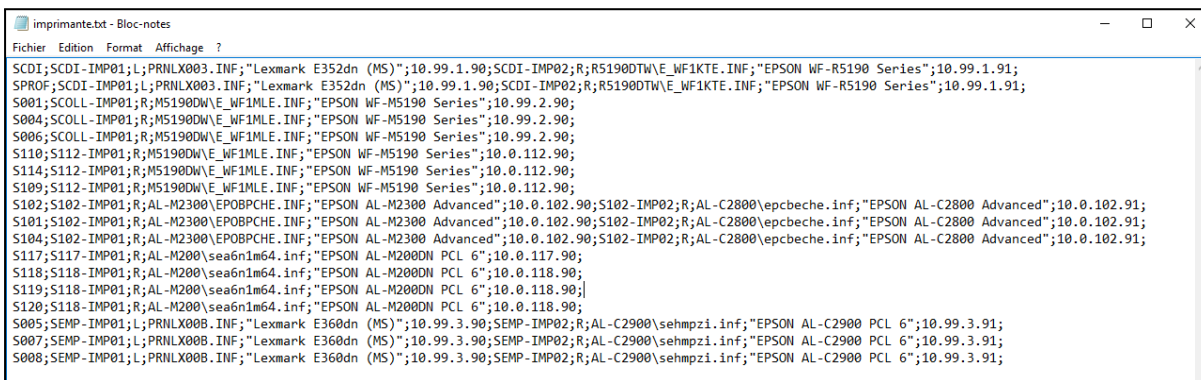 imprimante.txt - Bloc-notes
Fichier Edition Format Affichage ?
SCDI;SCDI-IMP01;L;PRNLX003.INF;"Lexmark E352dn (MS)";10.99.1.90;SCDI-IMP02;R;R5190DTW\E_WF1KTE.INF;"EPSON WF-R5190 Series";10.99.1.91;
SPROF;SCDI-IMP01;L;PRNLX003.INF;"Lexmark E352dn (MS)";10.99.1.90;SCDI-IMP02;R;R5190DTW\E_WF1KTE.INF;"EPSON WF-R5190 Series";10.99.1.91;
S001;SCOLL-IMP01;R;M5190DW\E_WF1MLE.INF;"EPSON WF-M5190 Series";10.99.2.90;
S004;SCOLL-IMP01;R;M5190DW\E_WF1MLE.INF;"EPSON WF-M5190 Series";10.99.2.90;
S006;SCOLL-IMP01;R;M5190DW\E_WF1MLE.INF;"EPSON WF-M5190 Series";10.99.2.90;
S110;S112-IMP01;R;M5190DW\E_WF1MLE.INF;"EPSON WF-M5190 Series";10.0.112.90;
S114;S112-IMP01;R;M5190DW\E_WF1MLE.INF;"EPSON WF-M5190 Series";10.0.112.90;
S109;S112-IMP01;R;M5190DW\E_WF1MLE.INF;"EPSON WF-M5190 Series";10.0.112.90;
S102;S102-IMP01;R;AL-M2300\EPOBPCHE.INF;"EPSON AL-M2300 Advanced";10.0.102.90;S102-IMP02;R;AL-C2800\epcbeche.inf;"EPSON AL-C2800 Advanced";10.0.102.91;
S101;S102-IMP01;R;AL-M2300\EPOBPCHE.INF;"EPSON AL-M2300 Advanced";10.0.102.90;S102-IMP02;R;AL-C2800\epcbeche.inf;"EPSON AL-C2800 Advanced";10.0.102.91;
S104;S102-IMP01;R;AL-M2300\EPOBPCHE.INF;"EPSON AL-M2300 Advanced";10.0.102.90;S102-IMP02;R;AL-C2800\epcbeche.inf;"EPSON AL-C2800 Advanced";10.0.102.91;
S117;S117-IMP01;R;AL-M200\sea6n1m64.inf;"EPSON AL-M200DN PCL 6";10.0.117.90;
S118;S118-IMP01;R;AL-M200\sea6n1m64.inf;"EPSON AL-M200DN PCL 6";10.0.118.90;
S119;S118-IMP01;R;AL-M200\sea6n1m64.inf;"EPSON AL-M200DN PCL 6";10.0.118.90;
S120;S118-IMP01;R;AL-M200\sea6n1m64.inf;"EPSON AL-M200DN PCL 6";10.0.118.90;
S005;SEMP-IMP01;L;PRNLX00B.INF;"Lexmark E360dn (MS)";10.99.3.90;SEMP-IMP02;R;AL-C2900\sehmpzi.inf;"EPSON AL-C2900 PCL 6";10.99.3.91;
S007;SEMP-IMP01;L;PRNLX00B.INF;"Lexmark E360dn (MS)";10.99.3.90;SEMP-IMP02;R;AL-C2900\sehmpzi.inf;"EPSON AL-C2900 PCL 6";10.99.3.91;
S008;SEMP-IMP01;L;PRNLX00B.INF;"Lexmark E360dn (MS)";10.99.3.90;SEMP-IMP02;R;AL-C2900\sehmpzi.inf;"EPSON AL-C2900 PCL 6";10.99.3.91;